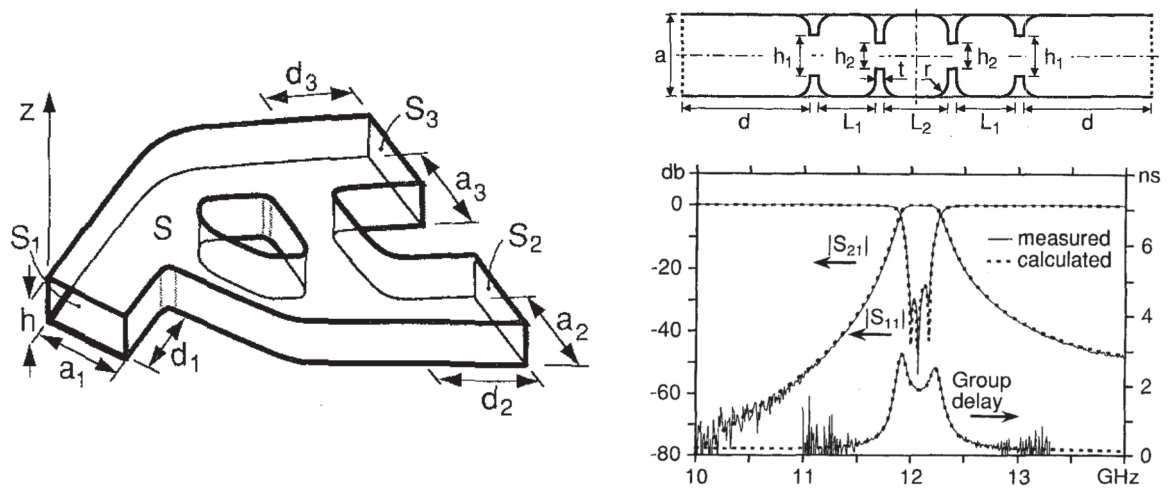 z
d₃
S₃
a₃
S₁
S
S₂
h
a₁
d₁
a₂
d₂
a
h₁
h₂
t
r
h₂
h₁
d
L₁
L₂
L₁
d
db
ns
0
-20
-40
-60
-80
6
4
2
0
|S₂₁|
measured
calculated
|S₁₁|
Group
delay
10
11
12
13
GHz